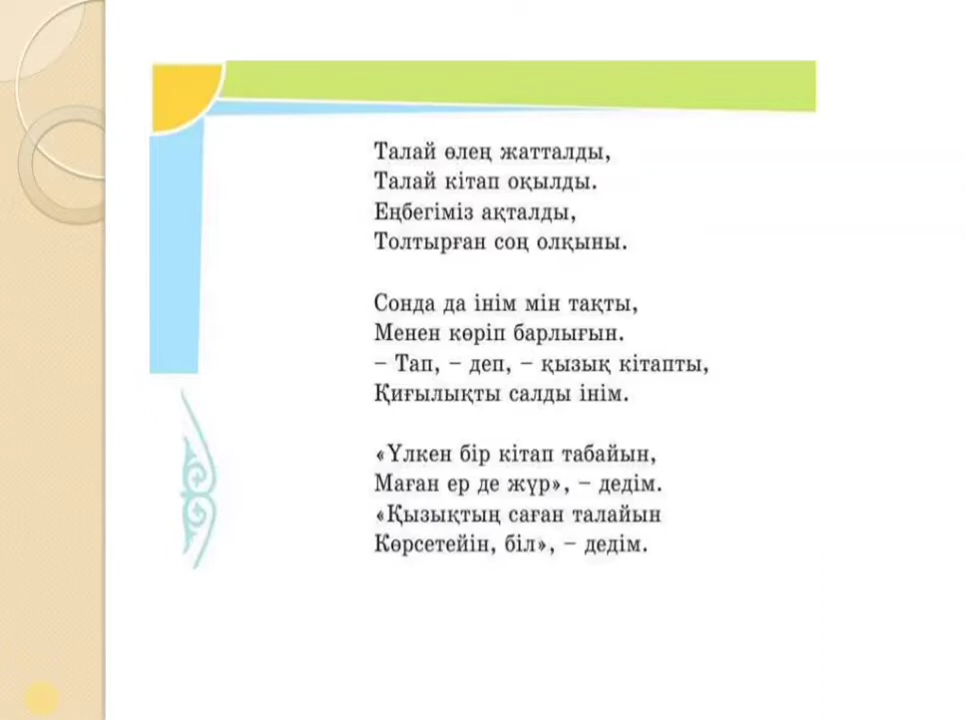 Талай өлең жатталды,
Талай кітап оқылды.
Еңбегіміз ақталды,
Толтырған соң олқыны.
Сонда да інім мін тақты,
Менен көріп барлығын.
– Тап, – деп, – қызық кітапты,
Қиғылықты салды інім.
«Үлкен бір кітап табайын,
Маған ер де жүр», – дедім.
«Қызықтың саған талайын
Көрсетейін, біл», – дедім.